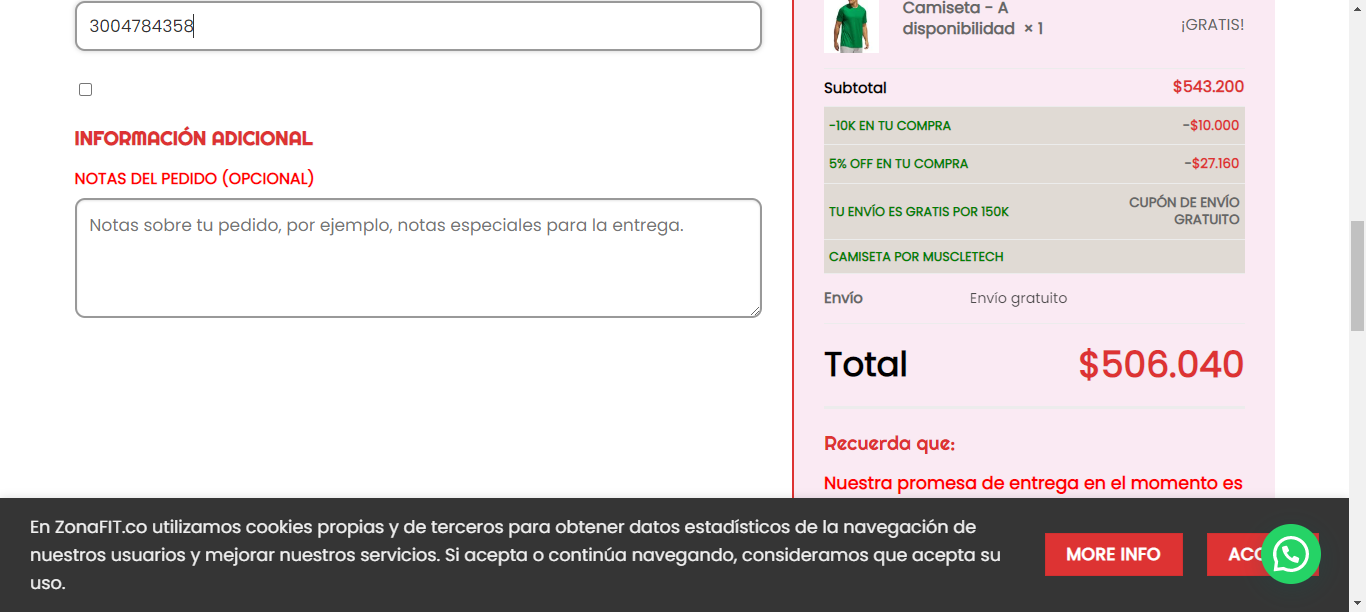 3004784358
INFORMACIÓN ADICIONAL
NOTAS DEL PEDIDO (OPCIONAL)
Notas sobre tu pedido, por ejemplo, notas especiales para la entrega.
Camiseta - A
disponibilidad × 1
¡GRATIS!
Subtotal $543.200
-10K EN TU COMPRA -$10.000
5% OFF EN TU COMPRA -$27.160
TU ENVÍO ES GRATIS POR 150K CUPÓN DE ENVÍO
GRATUITO
CAMISETA POR MUSCLETECH
Envío Envío gratuito
Total $506.040
Recuerda que:
Nuestra promesa de entrega en el momento es
En ZonaFIT.co utilizamos cookies propias y de terceros para obtener datos estadísticos de la navegación de
nuestros usuarios y mejorar nuestros servicios. Si acepta o continúa navegando, consideramos que acepta su
uso.
MORE INFO